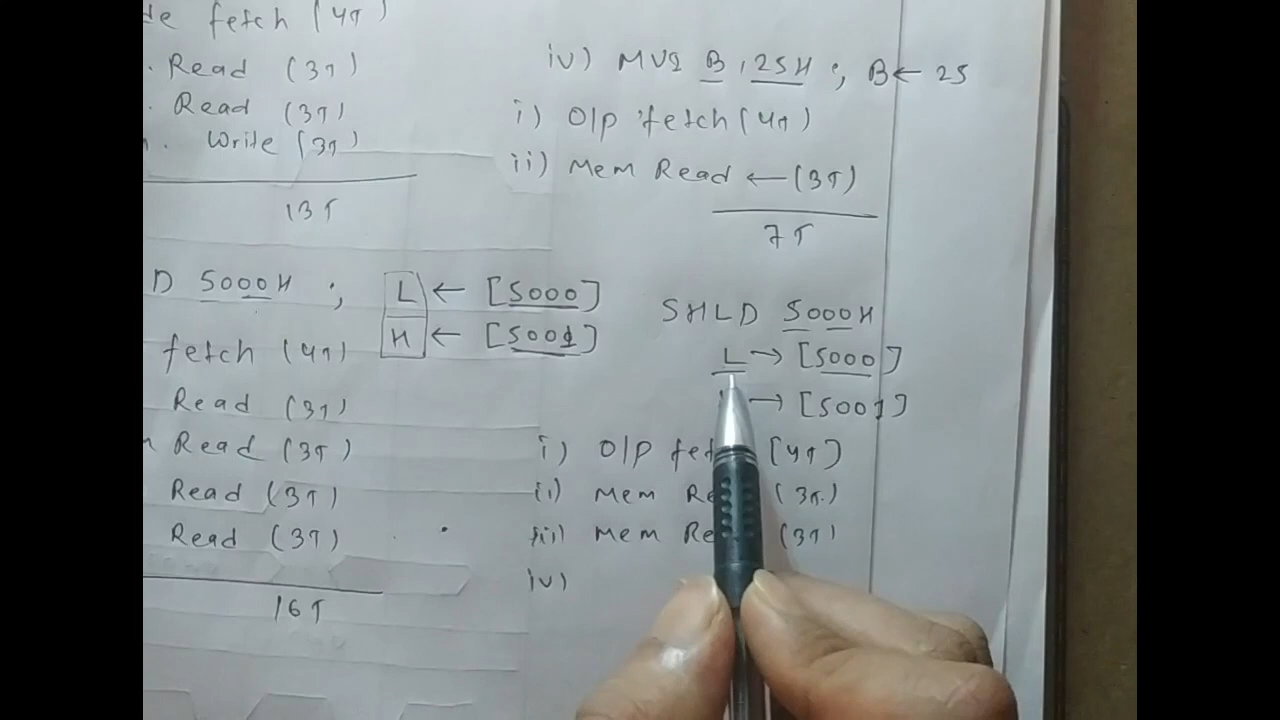 de fetch (4T)
. Read (3T)
. Read (3T)
. Write (3T)
13T
D 5000H ; L ← [5000]
H ← [5001]
fetch (4T)
Read (3T)
m Read (3T)
Read (3T)
Read (3T)
16T
iv) MVI B, 25H ; B ← 25
i) O/P fetch (4T)
ii) Mem Read ← (3T)
7T
SHLD 5000H
L → [5000]
→ [5001]
i) O/P fet [4T]
ii) Mem Re (3T)
iii) Mem Re (3T)
iv)